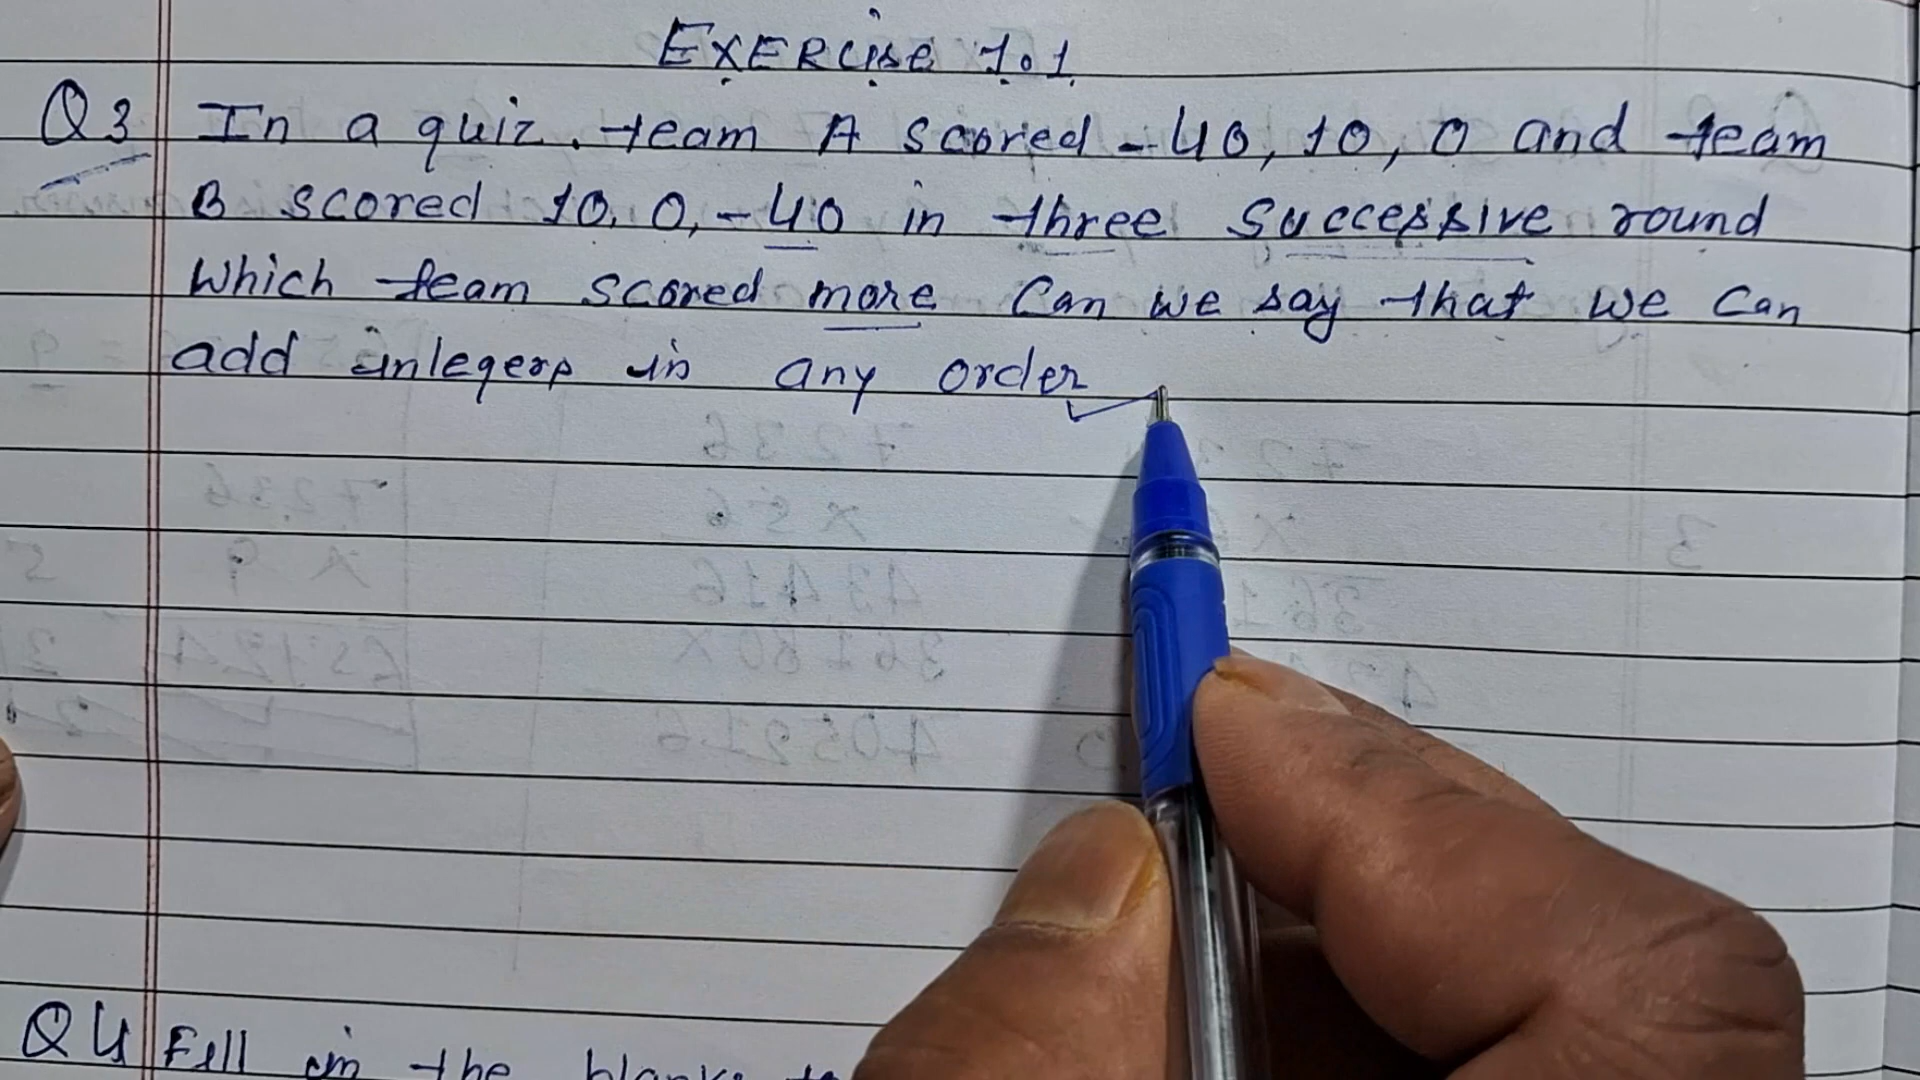 Exercise 1.1
Q3 In a quiz. team A scored -40, 10, 0 and team
B scored 10, 0, -40 in three successive round
Which team scored more Can we say that we can
add inlegers in any order
Q4 Fill in the blanks to